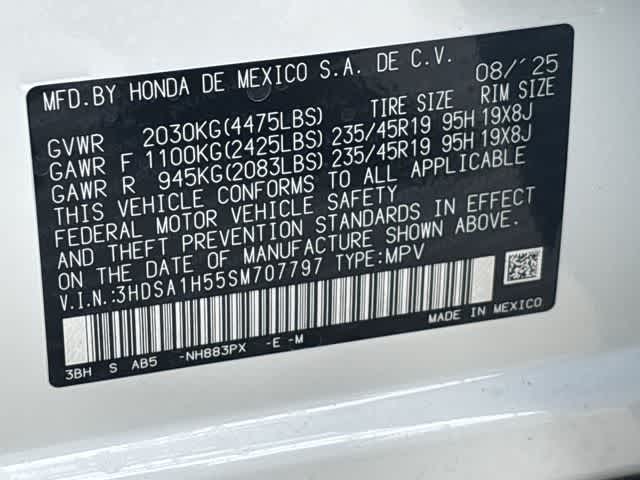 MFD.BY HONDA DE MEXICO S.A. DE C.V. 08/'25
TIRE SIZE RIM SIZE
GVWR 2030KG(4475LBS)
GAWR F 1100KG(2425LBS) 235/45R19 95H 19X8J
GAWR R 945KG(2083LBS) 235/45R19 95H 19X8J
THIS VEHICLE CONFORMS TO ALL APPLICABLE
FEDERAL MOTOR VEHICLE SAFETY
AND THEFT PREVENTION STANDARDS IN EFFECT
ON THE DATE OF MANUFACTURE SHOWN ABOVE.
V.I.N.:3HDSA1H55SM707797 TYPE:MPV
MADE IN MEXICO
3BH S AB5 -NH883PX -E -M